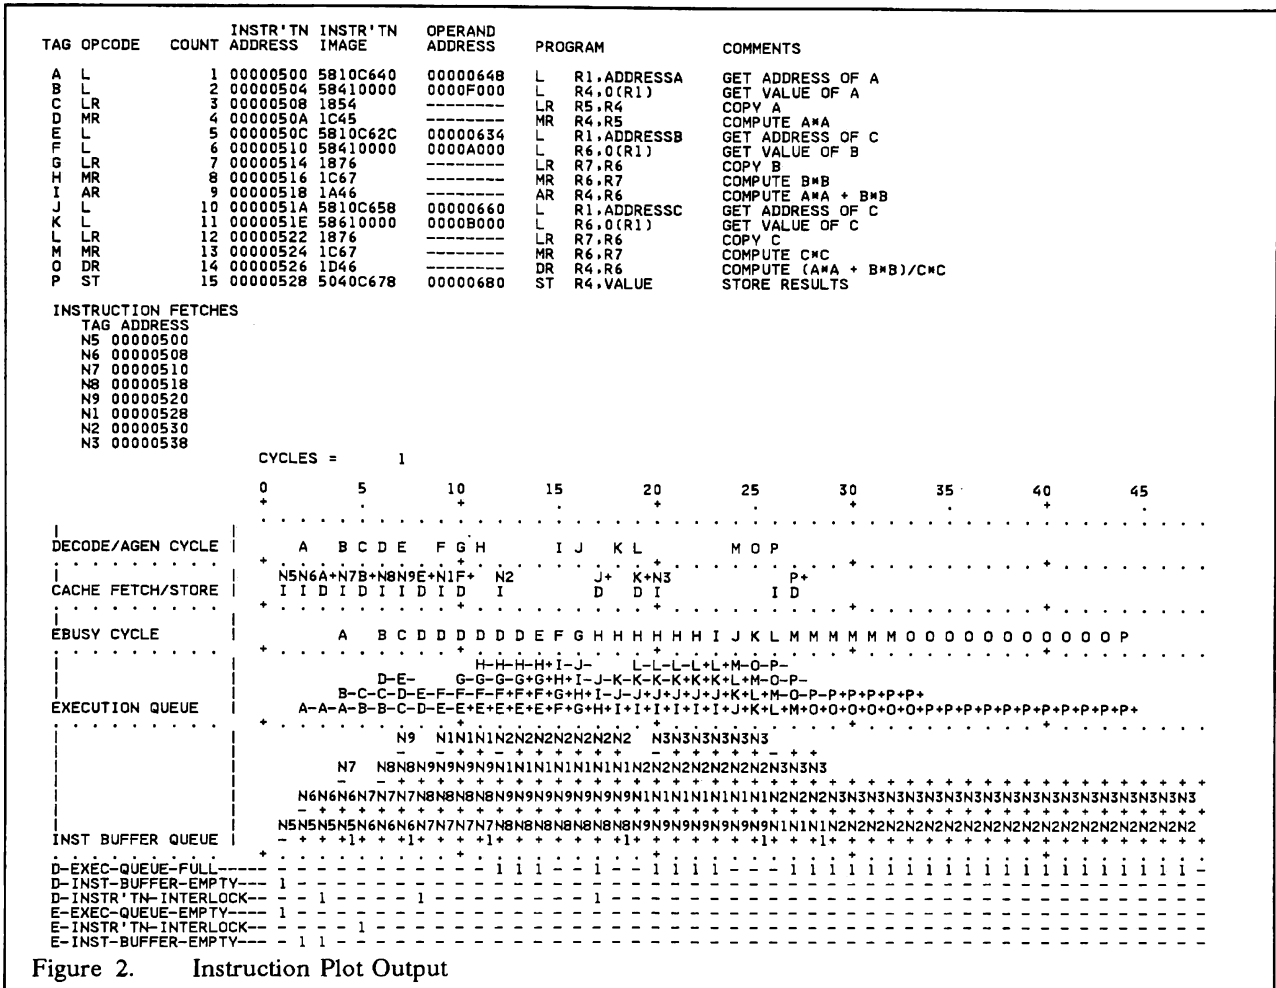 INSTR'TN INSTR'TN OPERAND
TAG OPCODE COUNT ADDRESS IMAGE ADDRESS PROGRAM COMMENTS
A L 1 00000500 5810C640 00000648 L R1,ADDRESSA GET ADDRESS OF A
B L 2 00000504 58410000 0000F000 L R4,0(R1) GET VALUE OF A
C LR 3 00000508 1854 -------- LR R5,R4 COPY A
D MR 4 0000050A 1C45 -------- MR R4,R5 COMPUTE A*A
E L 5 0000050C 5810C62C 00000634 L R1,ADDRESSB GET ADDRESS OF C
F L 6 00000510 58410000 0000A000 L R6,0(R1) GET VALUE OF B
G LR 7 00000514 1876 -------- LR R7,R6 COPY B
H MR 8 00000516 1C67 -------- MR R6,R7 COMPUTE B*B
I AR 9 00000518 1A46 -------- AR R4,R6 COMPUTE A*A + B*B
J L 10 0000051A 5810C658 00000660 L R1,ADDRESSC GET ADDRESS OF C
K L 11 0000051E 58610000 0000B000 L R6,0(R1) GET VALUE OF C
L LR 12 00000522 1876 -------- LR R7,R6 COPY C
M MR 13 00000524 1C67 -------- MR R6,R7 COMPUTE C*C
O DR 14 00000526 1D46 -------- DR R4,R6 COMPUTE (A*A + B*B)/C*C
P ST 15 00000528 5040C678 00000680 ST R4,VALUE STORE RESULTS
INSTRUCTION FETCHES
TAG ADDRESS
N5 00000500
N6 00000508
N7 00000510
N8 00000518
N9 00000520
N1 00000528
N2 00000530
N3 00000538
CYCLES = 1
0 5 10 15 20 25 30 35 40 45
DECODE/AGEN CYCLE | A B C D E F G H I J K L M O P
N5N6A+N7B+N8N9E+N1F+ N2 J+ K+N3 P+
CACHE FETCH/STORE | I I D I D I I D I D I D D I I D
EBUSY CYCLE | A B C D D D D D D E F G H H H H H H I J K L M M M M M M O O O O O O O O O O O P
H-H-H-H+I-J- L-L-L-L+L+M-O-P-
D-E- G-G-G-G+G+H+I-J-K-K-K-K+K+K+L+M-O-P-
B-C-C-D-E-F-F-F-F+F+F+G+H+I-J-J+J+J+J+J+K+L+M-O-P-P+P+P+P+P+
EXECUTION QUEUE | A-A-A-B-B-C-D-E-E+E+E+E+E+F+G+H+I+I+I+I+I+I+J+K+L+M+O+O+O+O+O+O+P+P+P+P+P+P+P+P+P+P+P+
N9 N1N1N1N2N2N2N2N2N2N2 N3N3N3N3N3N3
N7 N8N8N9N9N9N9N1N1N1N1N1N1N1N2N2N2N2N2N2N2N3N3N3
N6N6N6N7N7N7N8N8N8N8N9N9N9N9N9N9N9N1N1N1N1N1N1N1N2N2N2N3N3N3N3N3N3N3N3N3N3N3N3N3N3N3N3N3N3N3
N5N5N5N5N6N6N6N7N7N7N7N8N8N8N8N8N8N9N9N9N9N9N9N9N1N1N1N1N2N2N2N2N2N2N2N2N2N2N2N2N2N2N2N2N2N2N2
INST BUFFER QUEUE |
D-EXEC-QUEUE-FULL-----
D-INST-BUFFER-EMPTY---
D-INSTR'TN-INTERLOCK--
E-EXEC-QUEUE-EMPTY----
E-INSTR'TN-INTERLOCK--
E-INST-BUFFER-EMPTY---
Figure 2. Instruction Plot Output